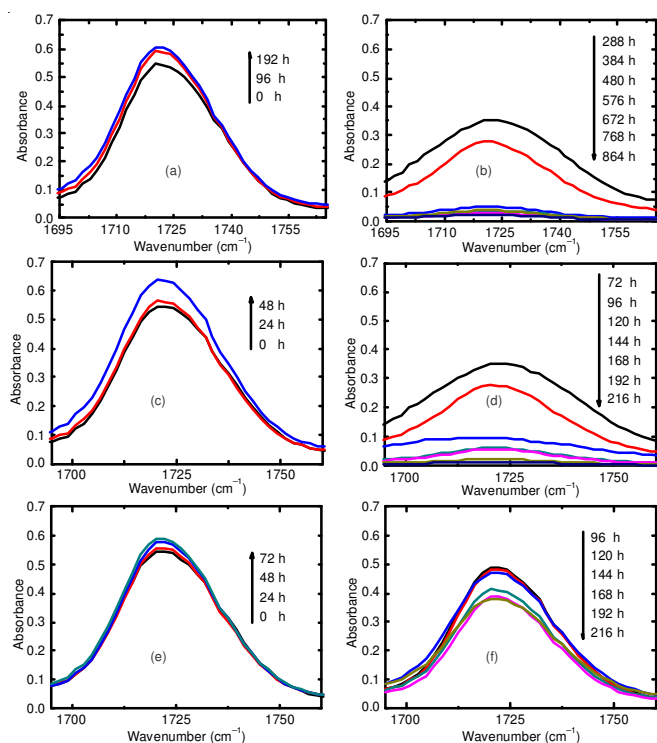 0.7
0.6
0.5
0.4
0.3
0.2
0.1
0.0
Absorbance
192 h
96 h
0 h
(a)
1695 1710 1725 1740 1755
Wavenumber (cm⁻¹)
0.7
0.6
0.5
0.4
0.3
0.2
0.1
0.0
Absorbance
288 h
384 h
480 h
576 h
672 h
768 h
864 h
(b)
1695 1711 1725 1740 1755
Wavenumber (cm⁻¹)
0.7
0.6
0.5
0.4
0.3
0.2
0.1
0.0
Absorbance
48 h
24 h
0 h
(c)
1700 1725 1750
Wavenumber (cm⁻¹)
0.7
0.6
0.5
0.4
0.3
0.2
0.1
0.0
Absorbance
72 h
96 h
120 h
144 h
168 h
192 h
216 h
(d)
1700 1725 1750
Wavenumber (cm⁻¹)
0.7
0.6
0.5
0.4
0.3
0.2
0.1
0.0
Absorbance
72 h
48 h
24 h
0 h
(e)
1700 1725 1750
Wavenumber (cm⁻¹)
0.7
0.6
0.5
0.4
0.3
0.2
0.1
0.0
Absorbance
96 h
120 h
144 h
168 h
192 h
216 h
(f)
1700 1725 1750
Wavenumber (cm⁻¹)